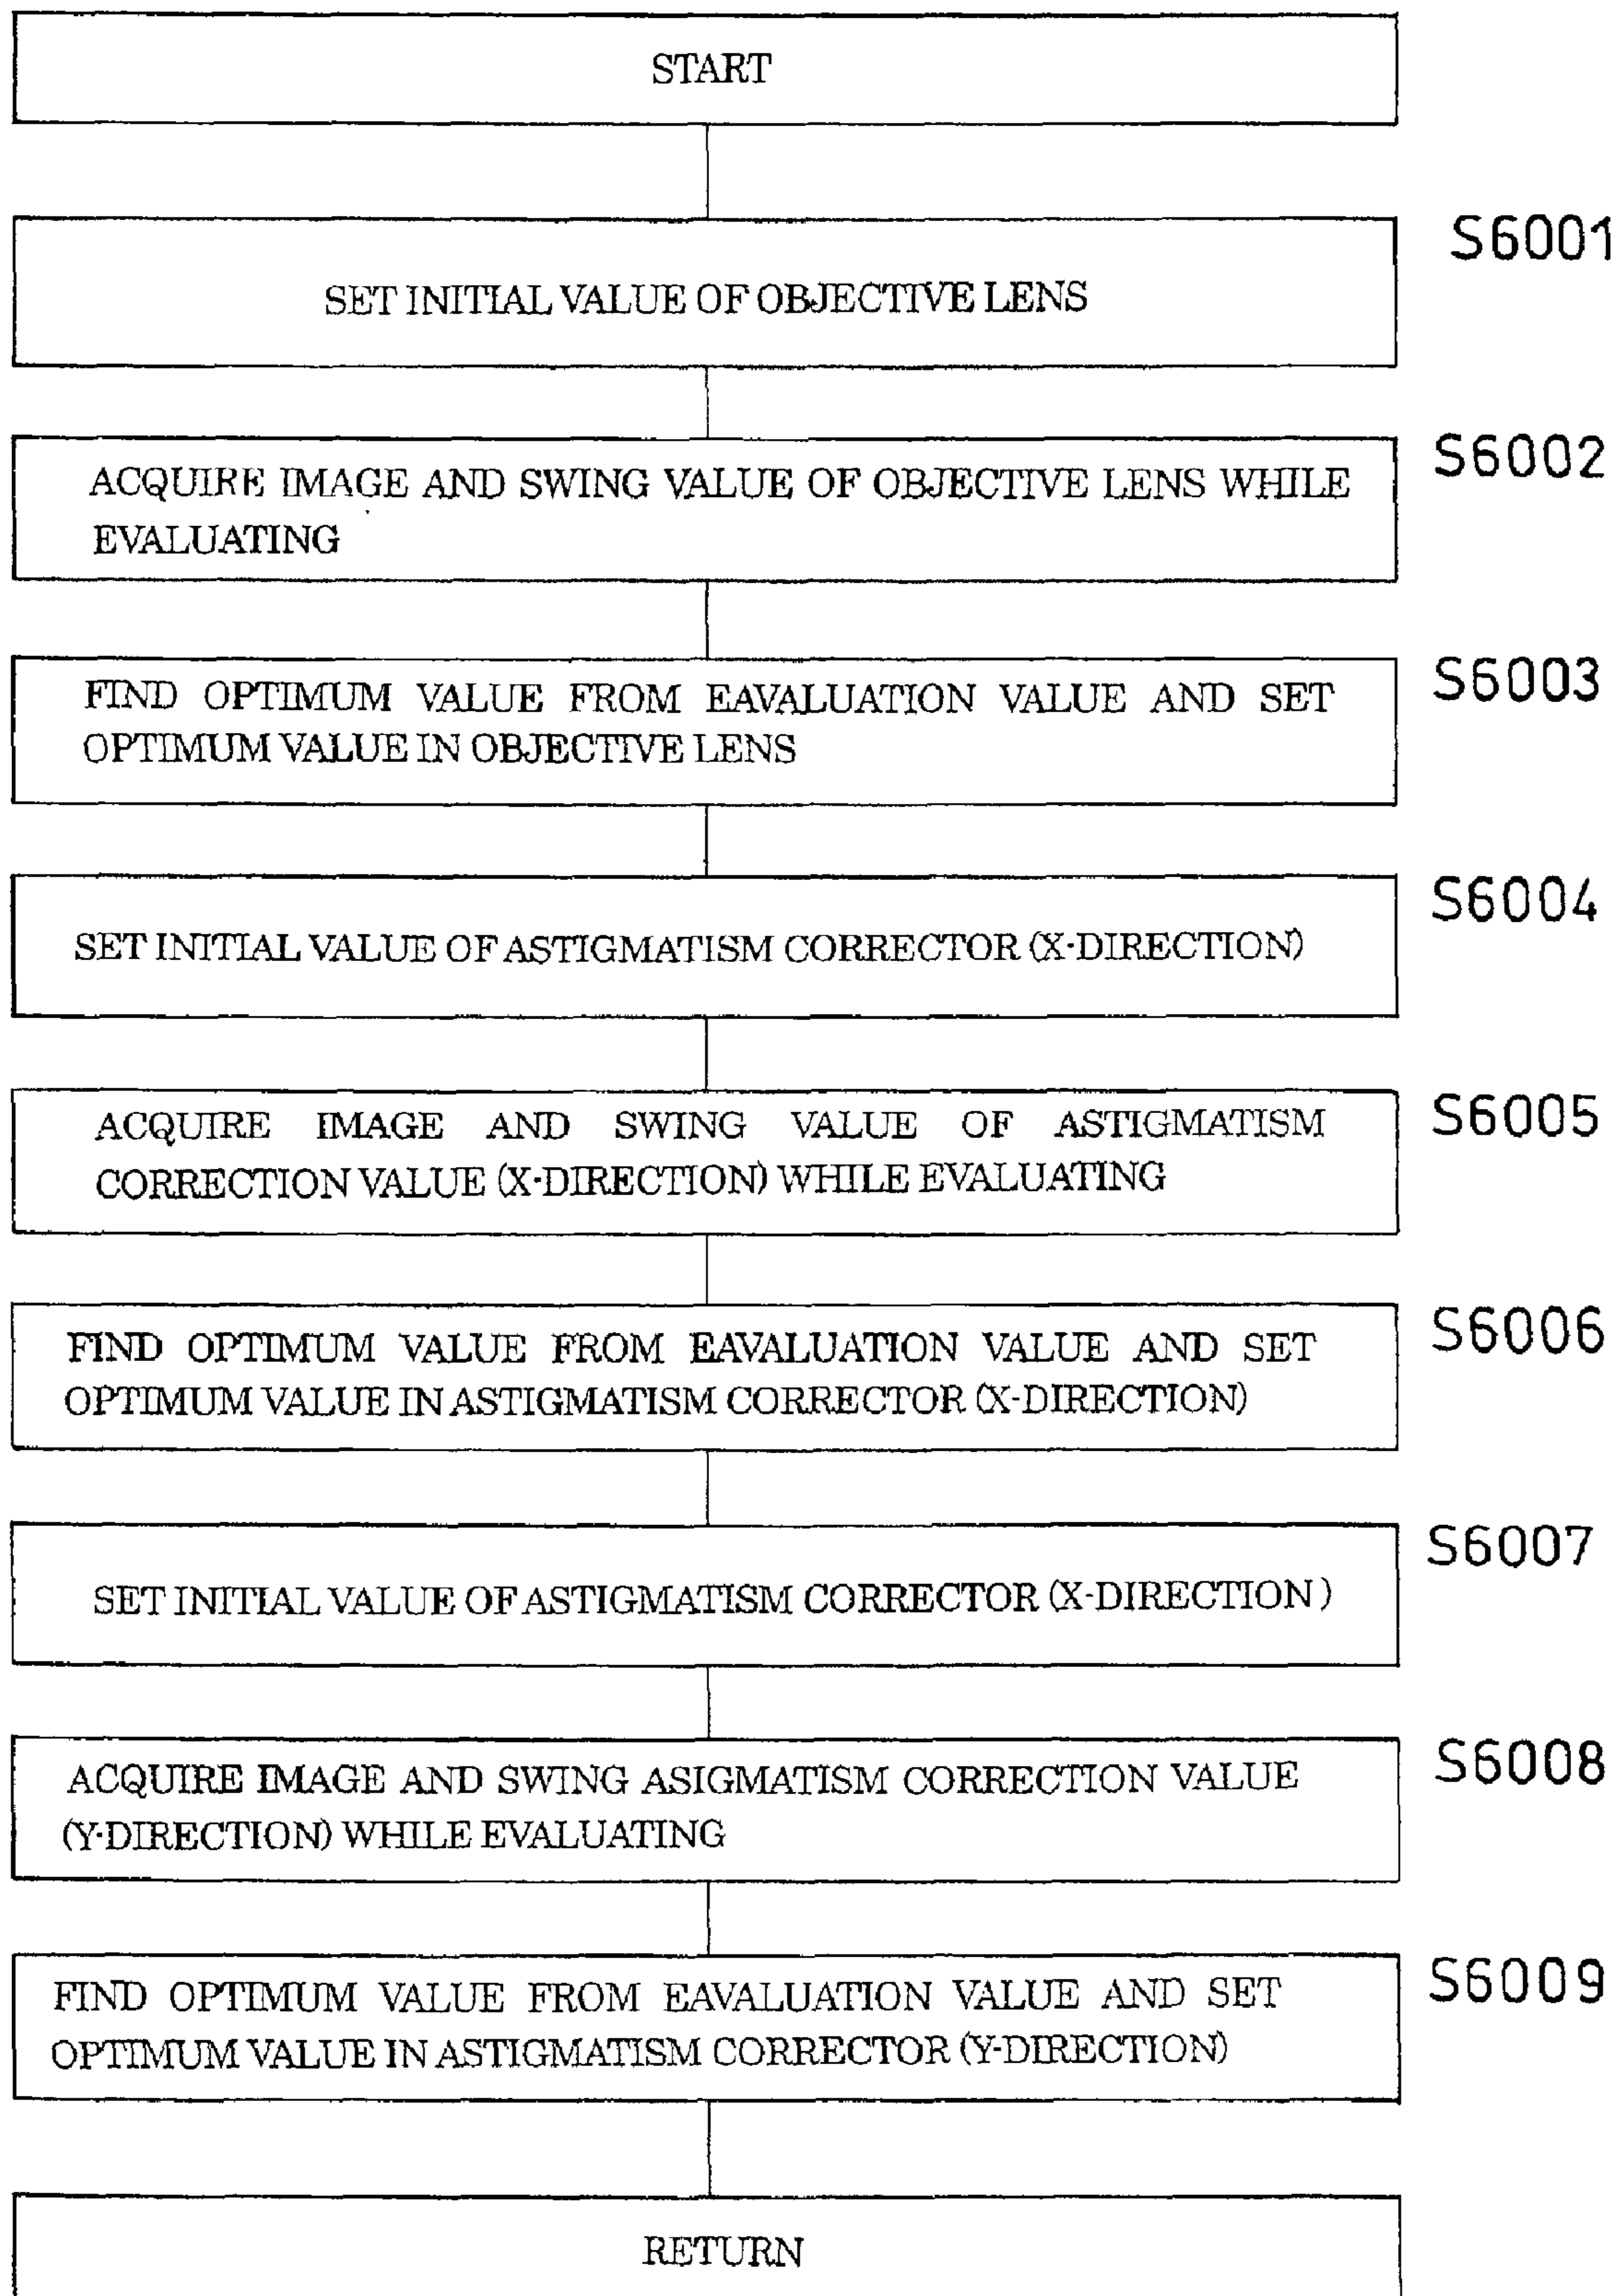 START
S6001
SET INITIAL VALUE OF OBJECTIVE LENS
S6002
ACQUIRE IMAGE AND SWING VALUE OF OBJECTIVE LENS WHILE
EVALUATING
S6003
FIND OPTIMUM VALUE FROM EAVALUATION VALUE AND SET
OPTIMUM VALUE IN OBJECTIVE LENS
S6004
SET INITIAL VALUE OF ASTIGMATISM CORRECTOR (X-DIRECTION)
S6005
ACQUIRE IMAGE AND SWING VALUE OF ASTIGMATISM
CORRECTION VALUE (X-DIRECTION) WHILE EVALUATING
S6006
FIND OPTIMUM VALUE FROM EAVALUATION VALUE AND SET
OPTIMUM VALUE IN ASTIGMATISM CORRECTOR (X-DIRECTION)
S6007
SET INITIAL VALUE OF ASTIGMATISM CORRECTOR (X-DIRECTION)
S6008
ACQUIRE IMAGE AND SWING ASIGMATISM CORRECTION VALUE
(Y-DIRECTION) WHILE EVALUATING
S6009
FIND OPTIMUM VALUE FROM EAVALUATION VALUE AND SET
OPTIMUM VALUE IN ASTIGMATISM CORRECTOR (Y-DIRECTION)
RETURN